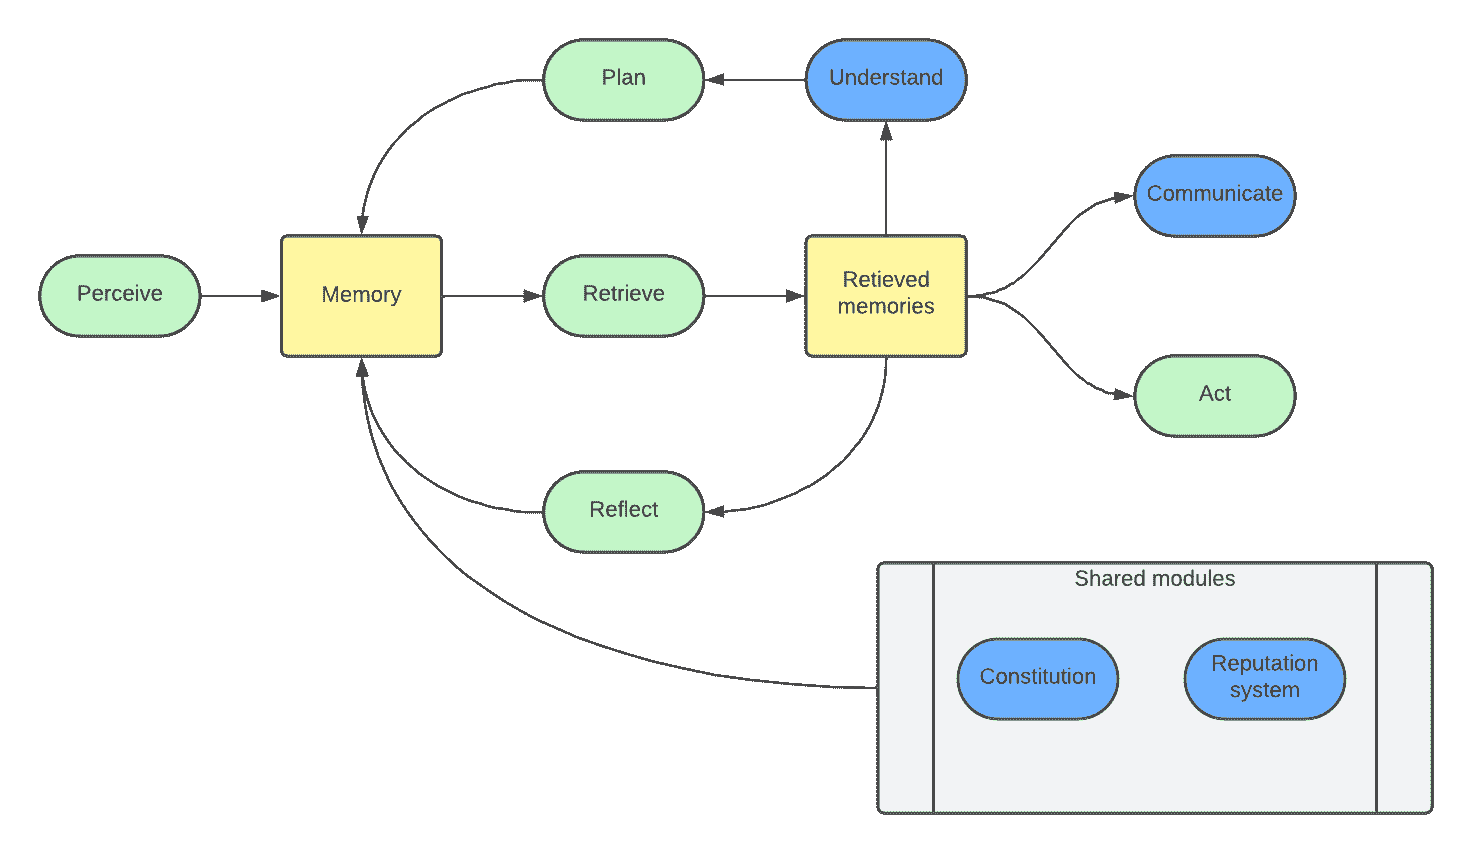 Plan
Understand
Communicate
Perceive
Memory
Retrieve
Retieved
memories
Act
Reflect
Shared modules
Constitution
Reputation
system